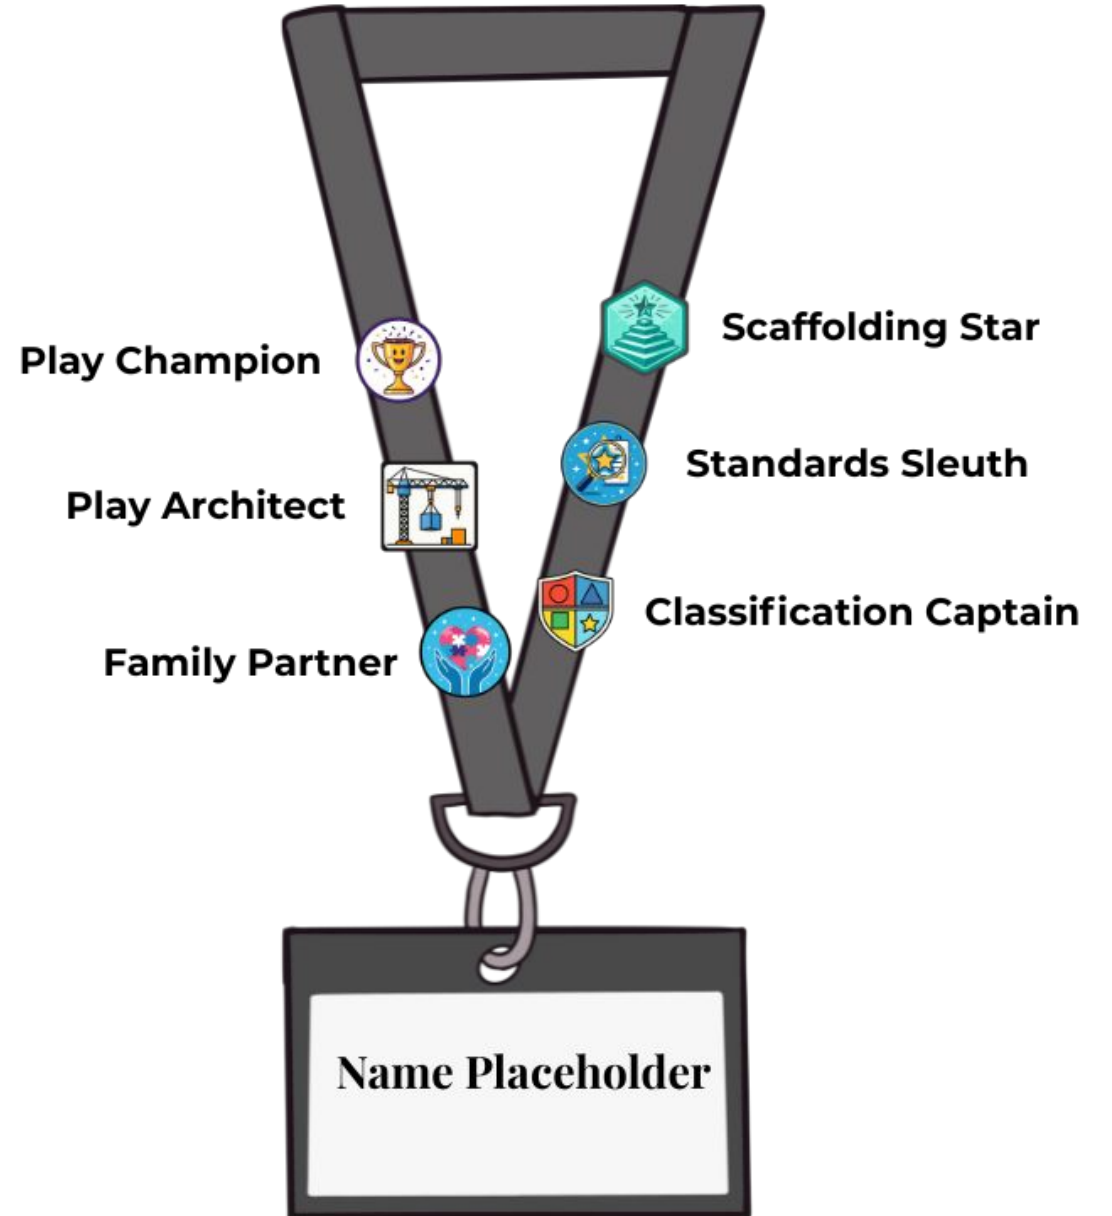 Play Champion
Play Architect
Family Partner
Scaffolding Star
Standards Sleuth
Classification Captain
Name Placeholder